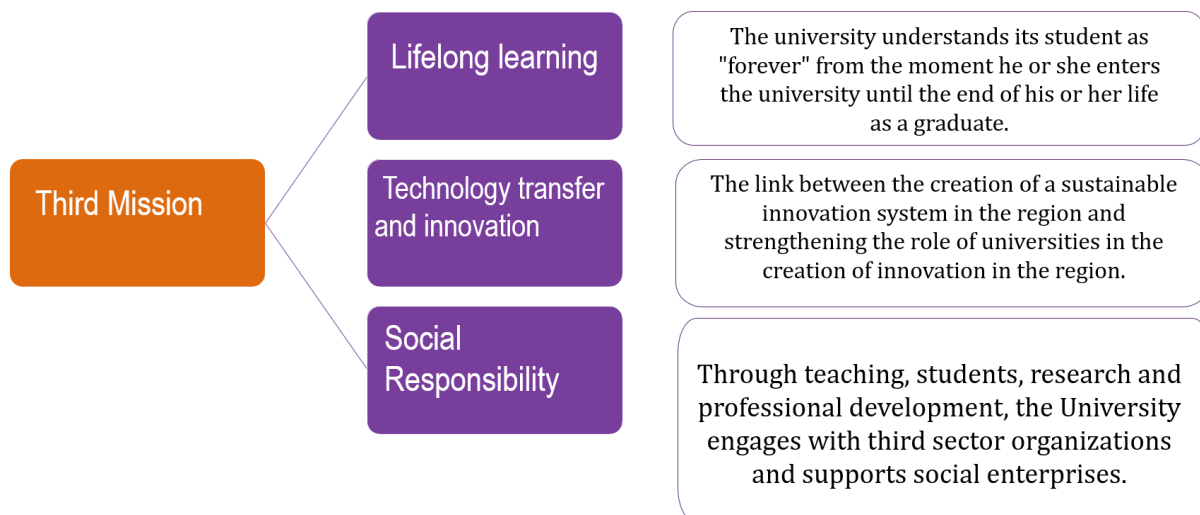 Third Mission
Lifelong learning
The university understands its student as
"forever" from the moment he or she enters
the university until the end of his or her life
as a graduate.
Technology transfer
and innovation
The link between the creation of a sustainable
innovation system in the region and
strengthening the role of universities in the
creation of innovation in the region.
Social
Responsibility
Through teaching, students, research and
professional development, the University
engages with third sector organizations
and supports social enterprises.